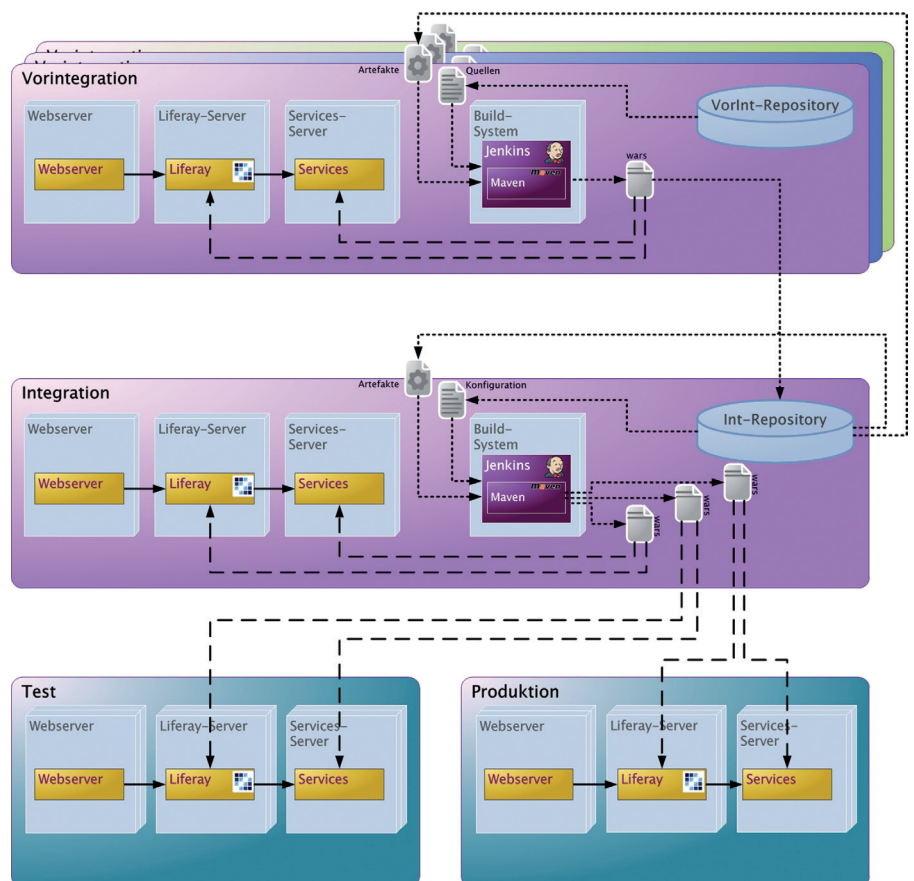 Artefakte
Quellen
Vorintegration
VorInt-Repository
Webserver
Liferay-Server
Services-
Server
Build-
System
Jenkins
maven
Maven
wars
Webserver
Liferay
Services
Artefakte
Konfiguration
Integration
Int-Repository
Webserver
Liferay-Server
Services-
Server
Build-
System
Jenkins
maven
Maven
Webserver
Liferay
Services
wars
wars
wars
Test
Webserver
Liferay-Server
Services-
Server
Webserver
Liferay
Services
Produktion
Webserver
Liferay-Server
Services-
Server
Webserver
Liferay
Services